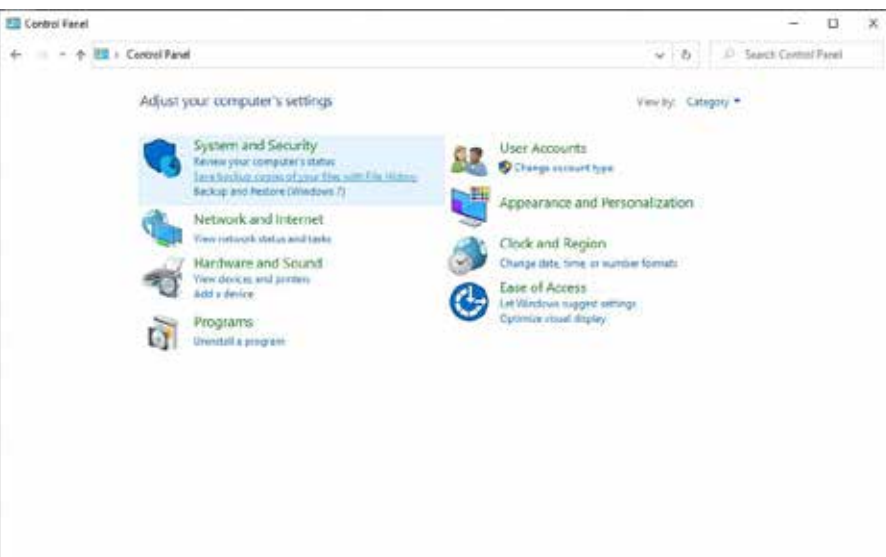 Control Panel
Control Panel
Search Control Panel
Adjust your computer's settings
View by: Category
System and Security
Review your computer's status
Save backup copies of your files with File History
Backup and Restore (Windows 7)
Network and Internet
View network status and tasks
Hardware and Sound
View devices and printers
Add a device
Programs
Uninstall a program
User Accounts
Change account type
Appearance and Personalization
Clock and Region
Change date, time, or number formats
Ease of Access
Let Windows suggest settings
Optimize visual display